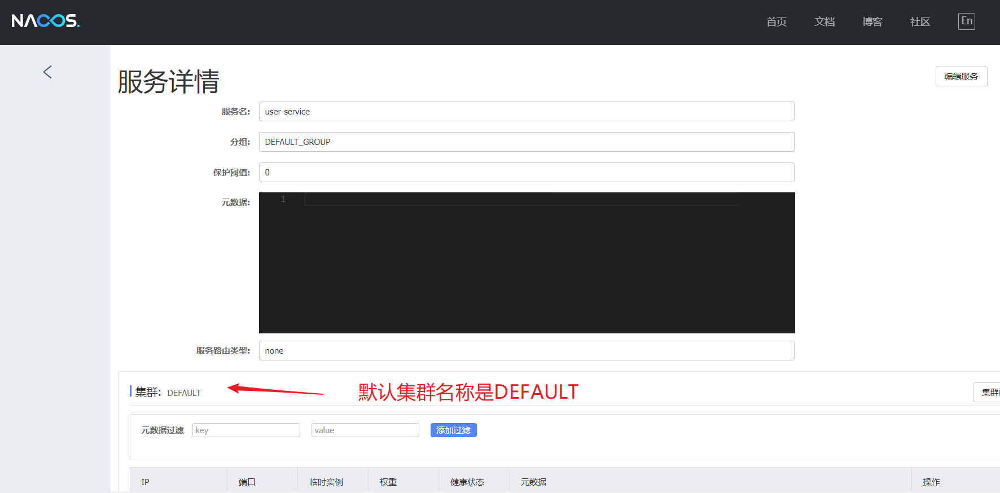 NACOS.
首页 文档 博客 社区 En
服务详情
编辑服务
服务名: user-service
分组: DEFAULT_GROUP
保护阈值: 0
元数据: 1
服务路由类型: none
集群: DEFAULT 默认集群名称是DEFAULT 集群
元数据过滤 key value 添加过滤
IP 端口 临时实例 权重 健康状态 元数据 操作